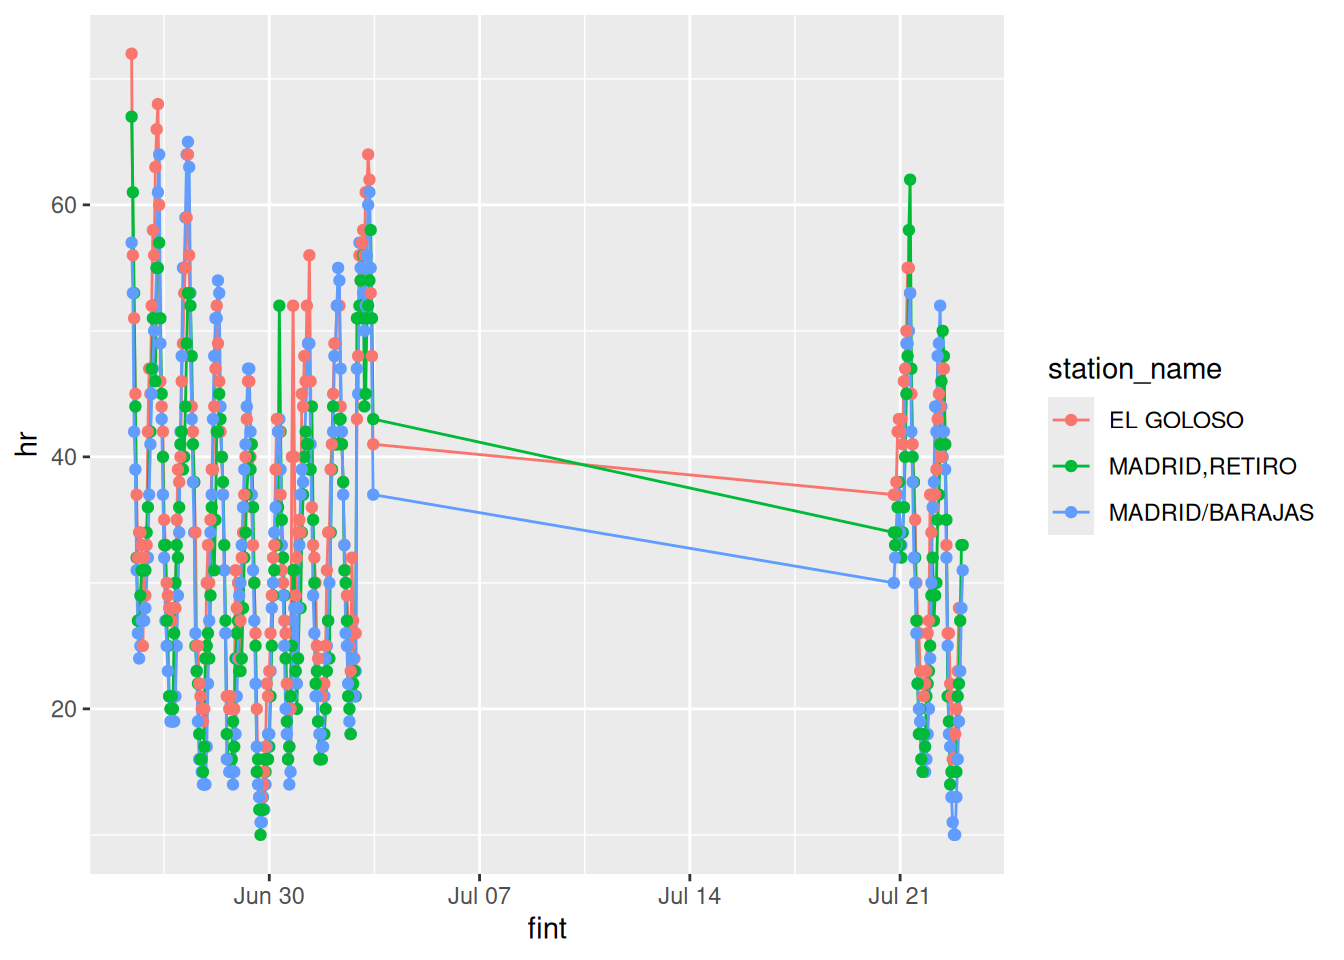 hr
60
40
20
Jun 30
Jul 07
Jul 14
Jul 21
fint
station_name
EL GOLOSO
MADRID,RETIRO
MADRID/BARAJAS